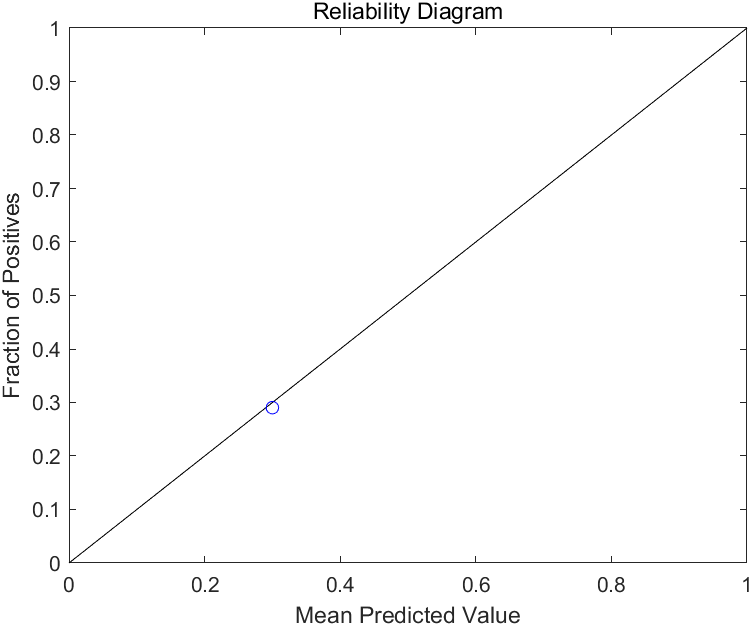 Reliability Diagram
1
0.9
0.8
0.7
0.6
0.5
0.4
0.3
0.2
0.1
0
Fraction of Positives
0 0.2 0.4 0.6 0.8 1
Mean Predicted Value